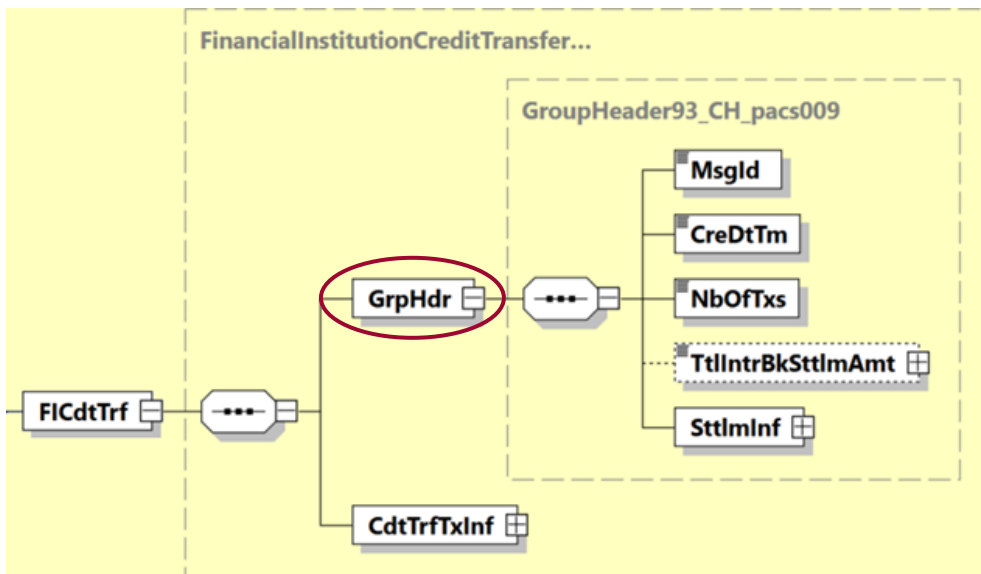 FinancialInstitutionCreditTransfer...
GroupHeader93_CH_pacs009
MsgId
CreDtTm
GrpHdr
NbOfTxs
TtlIntrBkSttlmAmt
FICdtTrf
SttlmInf
CdtTrfTxInf